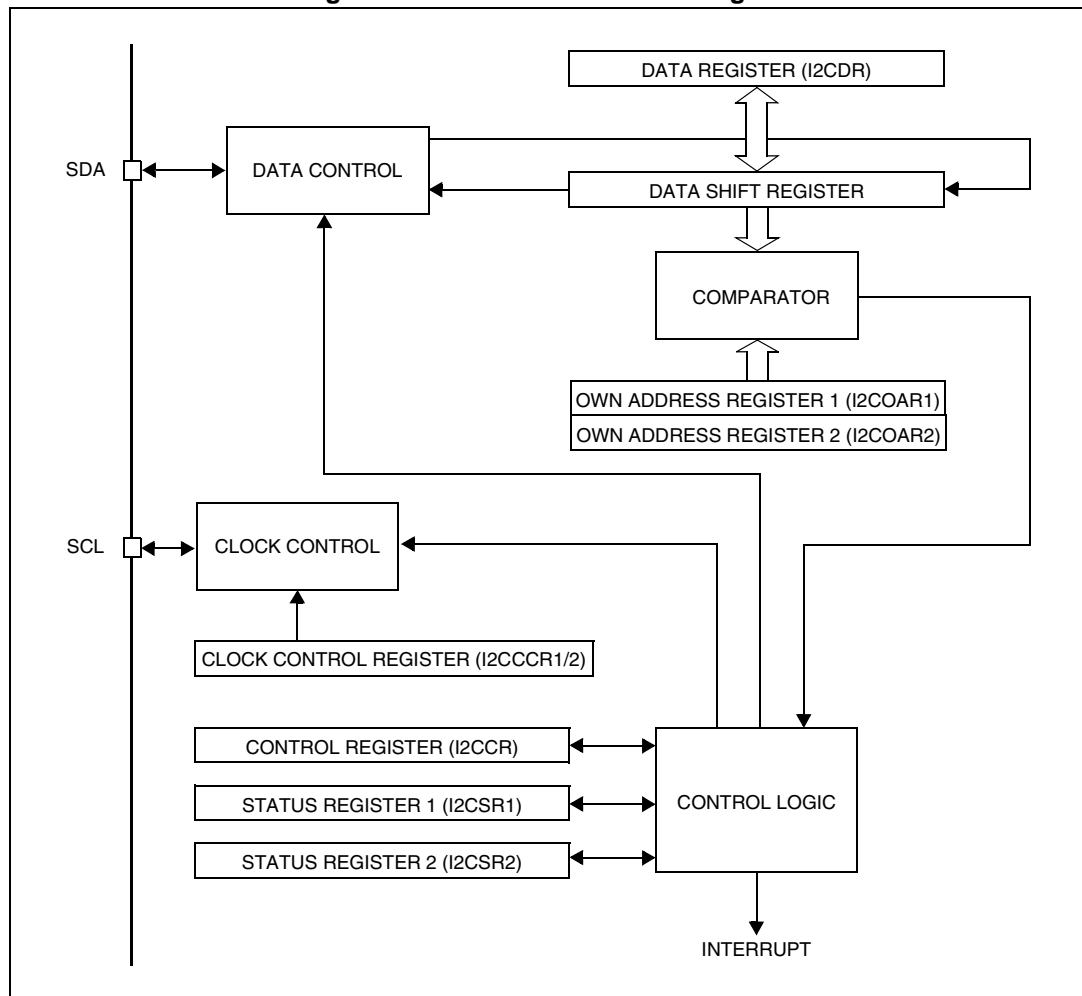 DATA REGISTER (I2CDR)
SDA
DATA CONTROL
DATA SHIFT REGISTER
COMPARATOR
OWN ADDRESS REGISTER 1 (I2COAR1)
OWN ADDRESS REGISTER 2 (I2COAR2)
SCL
CLOCK CONTROL
CLOCK CONTROL REGISTER (I2CCCR1/2)
CONTROL REGISTER (I2CCR)
STATUS REGISTER 1 (I2CSR1)
CONTROL LOGIC
STATUS REGISTER 2 (I2CSR2)
INTERRUPT